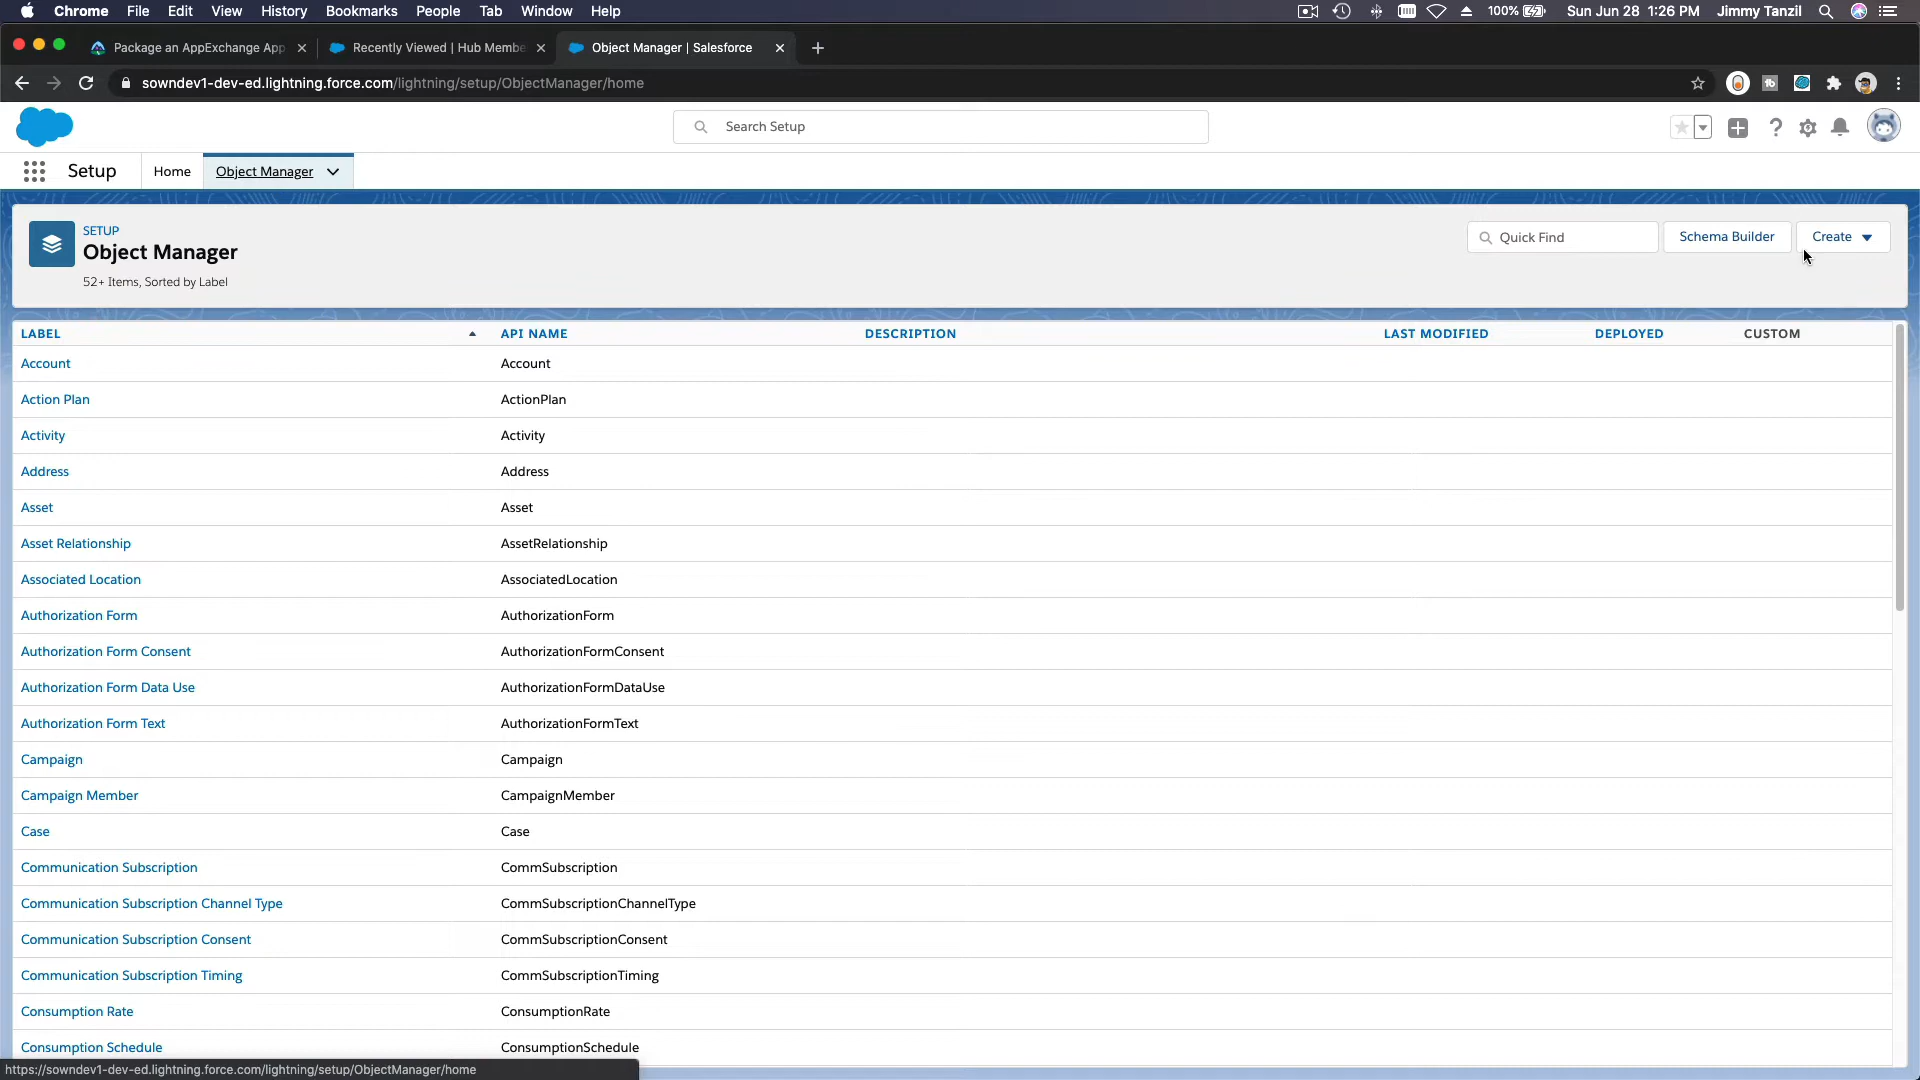 Chrome File Edit View History Bookmarks People Tab Window Help 100% Sun Jun 28 1:26 PM Jimmy Tanzil
Package an AppExchange App Recently Viewed | Hub Membe Object Manager | Salesforce
sowndev1-dev-ed.lightning.force.com/lightning/setup/ObjectManager/home
Search Setup
Setup Home Object Manager
SETUP
Object Manager
52+ Items, Sorted by Label
Quick Find Schema Builder Create
LABEL API NAME DESCRIPTION LAST MODIFIED DEPLOYED CUSTOM
Account Account
Action Plan ActionPlan
Activity Activity
Address Address
Asset Asset
Asset Relationship AssetRelationship
Associated Location AssociatedLocation
Authorization Form AuthorizationForm
Authorization Form Consent AuthorizationFormConsent
Authorization Form Data Use AuthorizationFormDataUse
Authorization Form Text AuthorizationFormText
Campaign Campaign
Campaign Member CampaignMember
Case Case
Communication Subscription CommSubscription
Communication Subscription Channel Type CommSubscriptionChannelType
Communication Subscription Consent CommSubscriptionConsent
Communication Subscription Timing CommSubscriptionTiming
Consumption Rate ConsumptionRate
Consumption Schedule ConsumptionSchedule
https://sowndev1-dev-ed.lightning.force.com/lightning/setup/ObjectManager/home